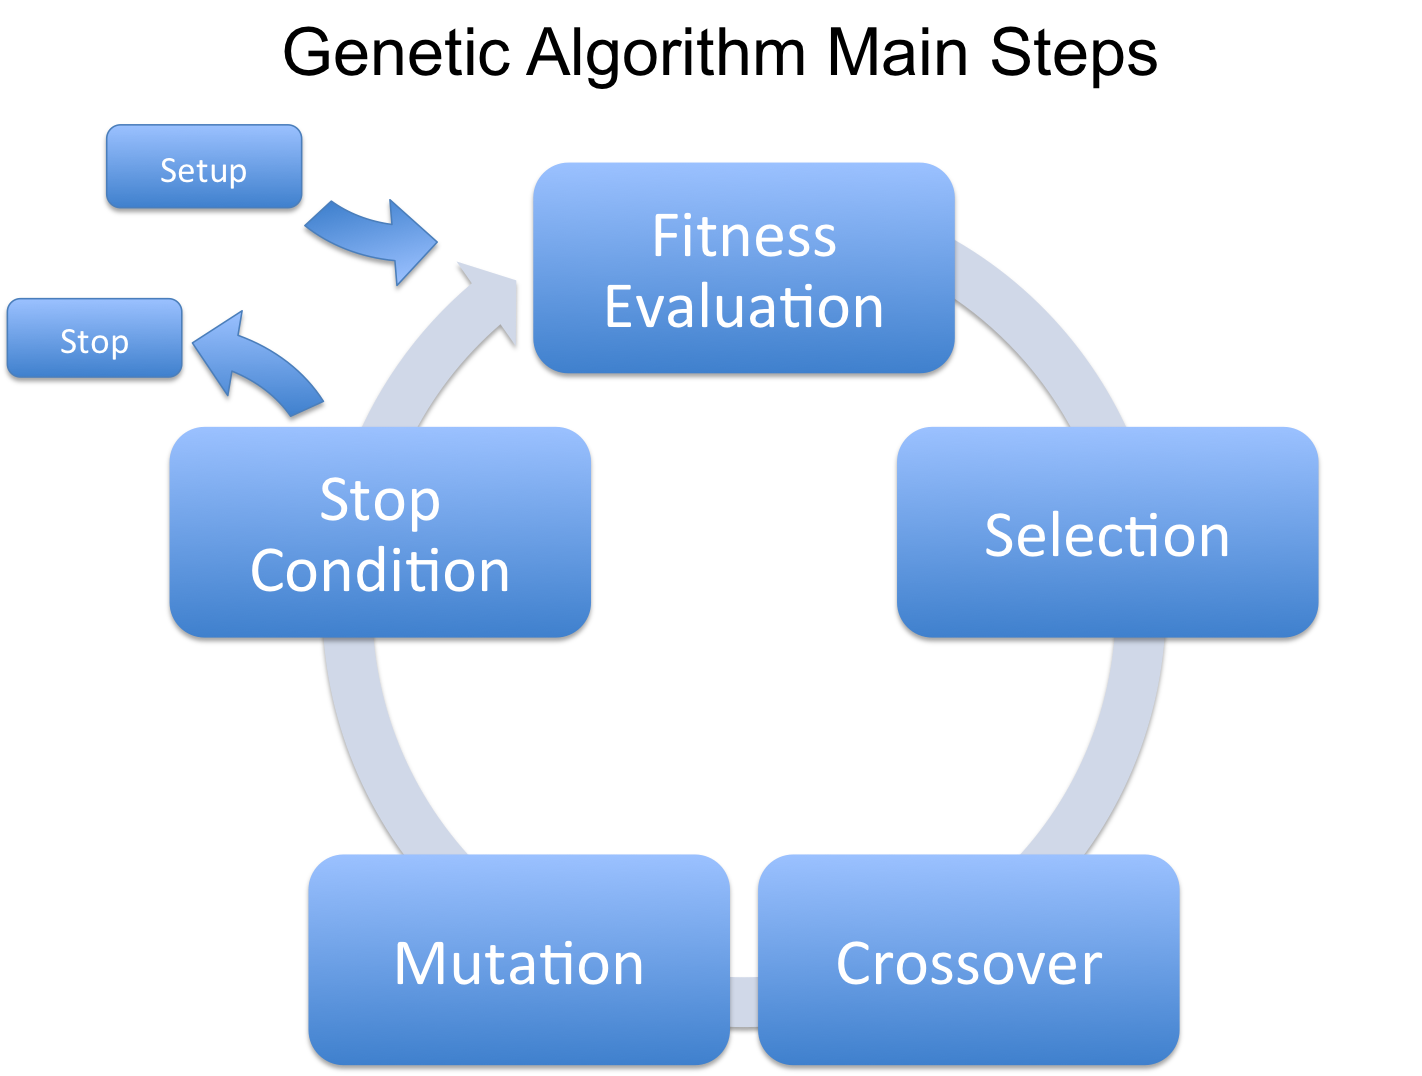 Genetic Algorithm Main Steps
Setup
Fitness
Evaluation
Stop
Stop
Condition
Selection
Mutation
Crossover